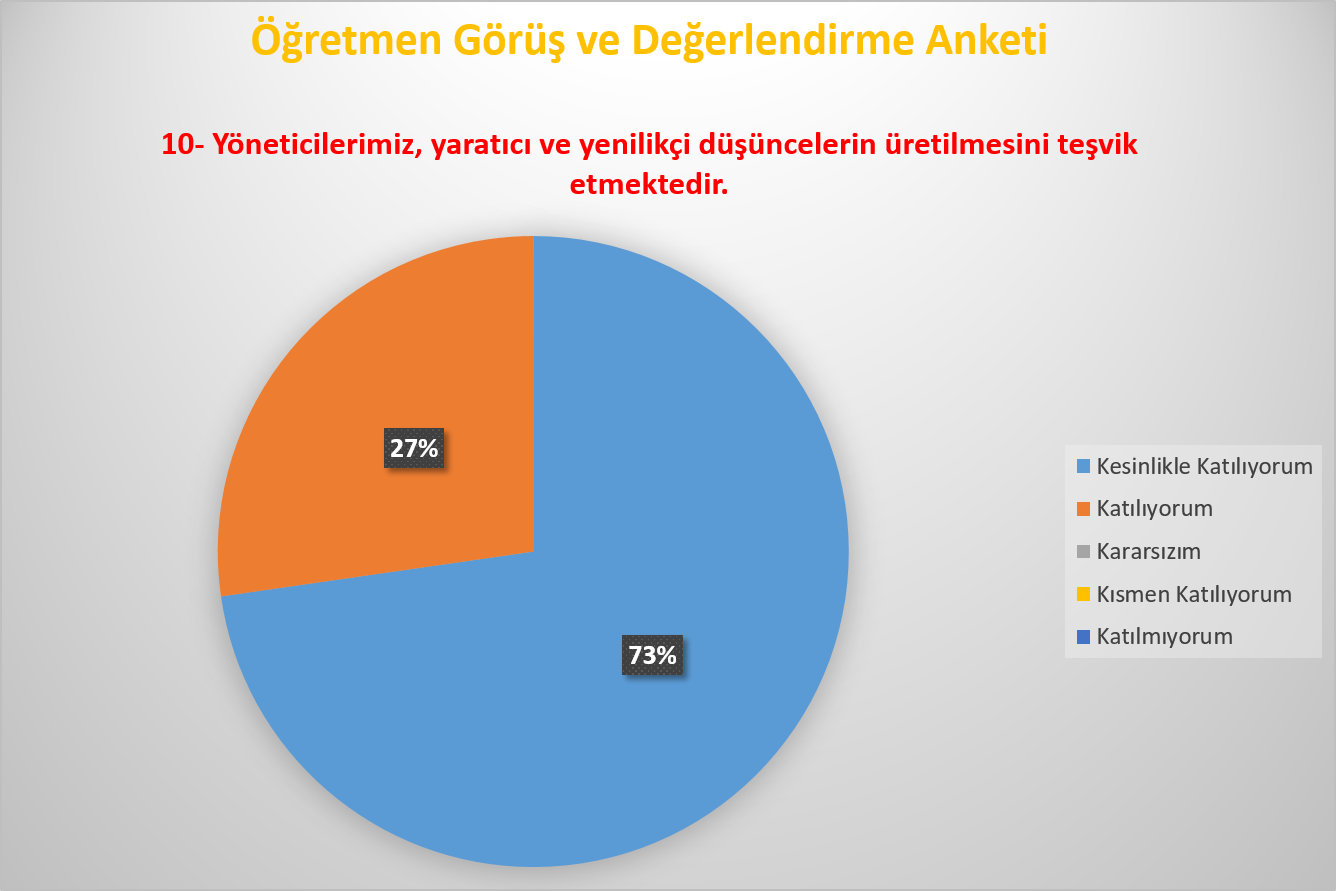 Öğretmen Görüş ve Değerlendirme Anketi
10- Yöneticilerimiz, yaratıcı ve yenilikçi düşüncelerin üretilmesini teşvik
etmektedir.
27%
73%
Kesinlikle Katılıyorum
Katılıyorum
Kararsızım
Kısmen Katılıyorum
Katılmıyorum